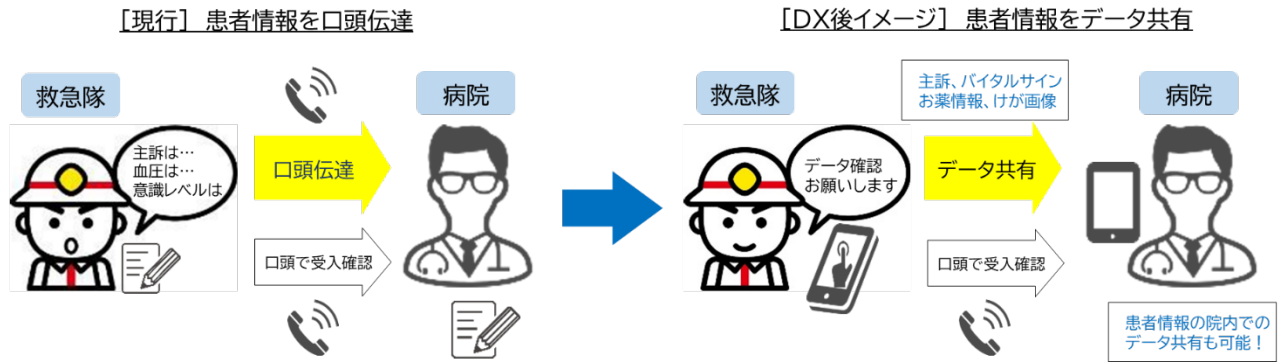 [現行] 患者情報を口頭伝達
救急隊
病院
主訴は…
血圧は…
意識レベルは
口頭伝達
口頭で受入確認
[DX後イメージ] 患者情報をデータ共有
救急隊
主訴、バイタルサイン
お薬情報、けが画像
病院
データ確認
お願いします
データ共有
口頭で受入確認
患者情報の院内での
データ共有も可能！